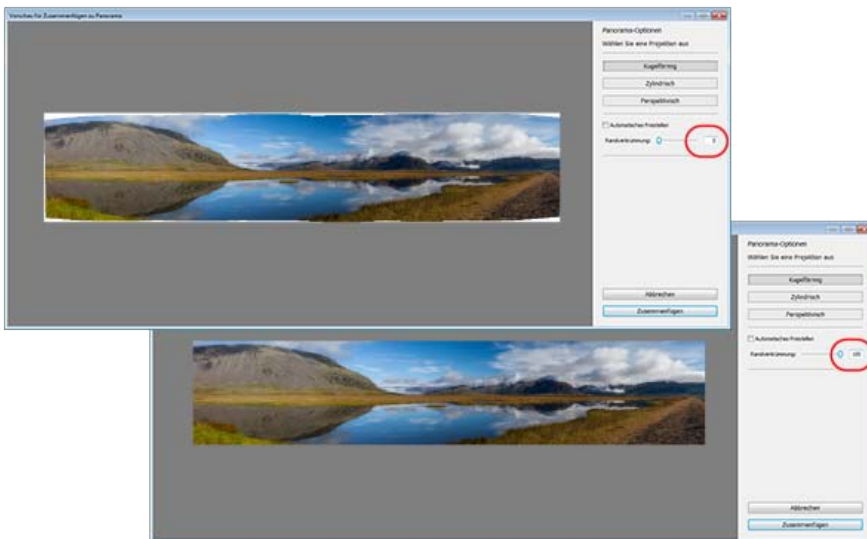 Vorschau für Zusammenfügen zu Panorama
Panorama-Optionen
Wählen Sie eine Projektion aus
Kugelförmig
Zylindrisch
Perspektivisch
Automatisches Freistellen
Randverkrümmung:
0
Abbrechen
Zusammenfügen
Panorama-Optionen
Wählen Sie eine Projektion aus
Kugelförmig
Zylindrisch
Perspektivisch
Automatisches Freistellen
Randverkrümmung:
100
Abbrechen
Zusammenfügen